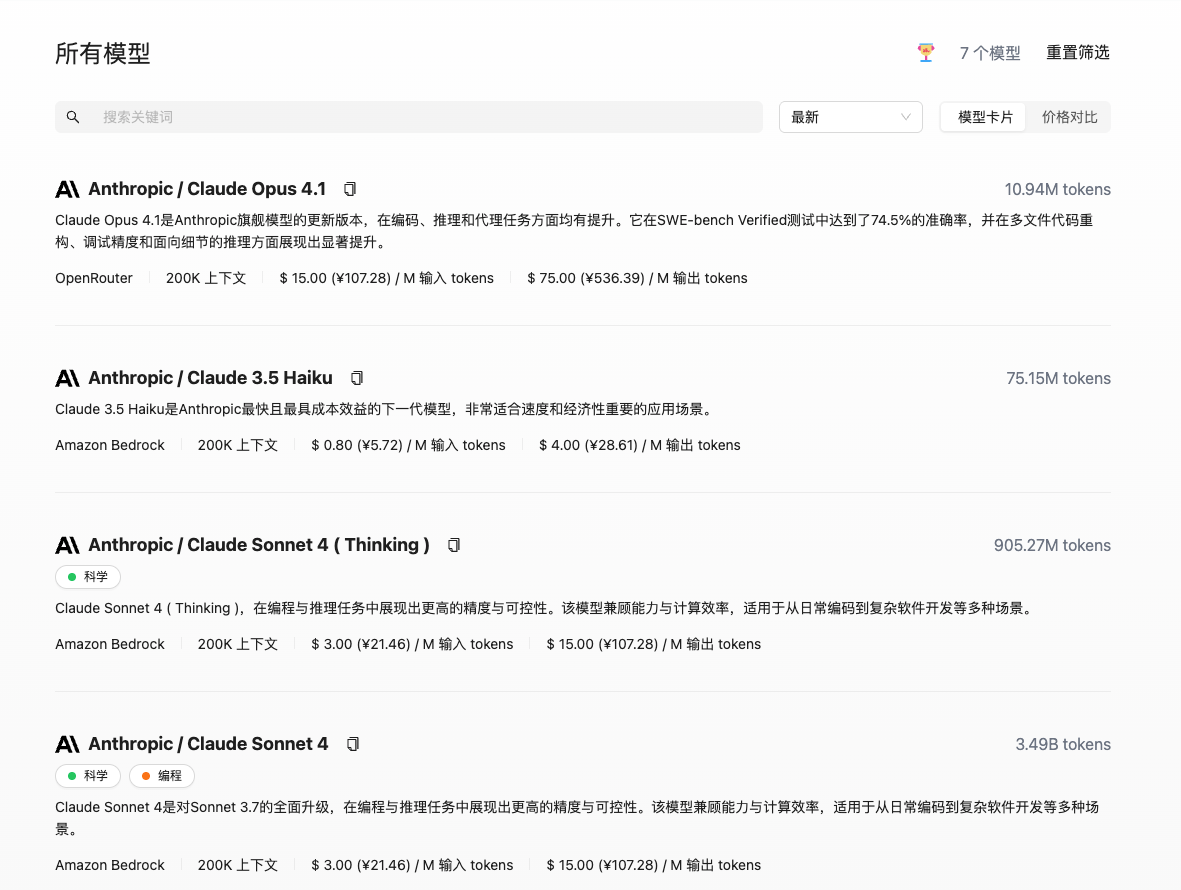 所有模型
7 个模型
重置筛选
搜索关键词
最新
模型卡片
价格对比
Anthropic / Claude Opus 4.1
10.94M tokens
Claude Opus 4.1是Anthropic旗舰模型的更新版本，在编码、推理和代理任务方面均有提升。它在SWE-bench Verified测试中达到了74.5%的准确率，并在多文件代码重
构、调试精度和面向细节的推理方面展现出显著提升。
OpenRouter
200K 上下文
$ 15.00 (¥107.28) / M 输入 tokens
$ 75.00 (¥536.39) / M 输出 tokens
Anthropic / Claude 3.5 Haiku
75.15M tokens
Claude 3.5 Haiku是Anthropic最快且最具成本效益的下一代模型，非常适合速度和经济性重要的应用场景。
Amazon Bedrock
200K 上下文
$ 0.80 (¥5.72) / M 输入 tokens
$ 4.00 (¥28.61) / M 输出 tokens
Anthropic / Claude Sonnet 4 ( Thinking )
905.27M tokens
科学
Claude Sonnet 4 ( Thinking )，在编程与推理任务中展现出更高的精度与可控性。该模型兼顾能力与计算效率，适用于从日常编码到复杂软件开发等多种场景。
Amazon Bedrock
200K 上下文
$ 3.00 (¥21.46) / M 输入 tokens
$ 15.00 (¥107.28) / M 输出 tokens
Anthropic / Claude Sonnet 4
3.49B tokens
科学
编程
Claude Sonnet 4是对Sonnet 3.7的全面升级，在编程与推理任务中展现出更高的精度与可控性。该模型兼顾能力与计算效率，适用于从日常编码到复杂软件开发等多种场
景。
Amazon Bedrock
200K 上下文
$ 3.00 (¥21.46) / M 输入 tokens
$ 15.00 (¥107.28) / M 输出 tokens